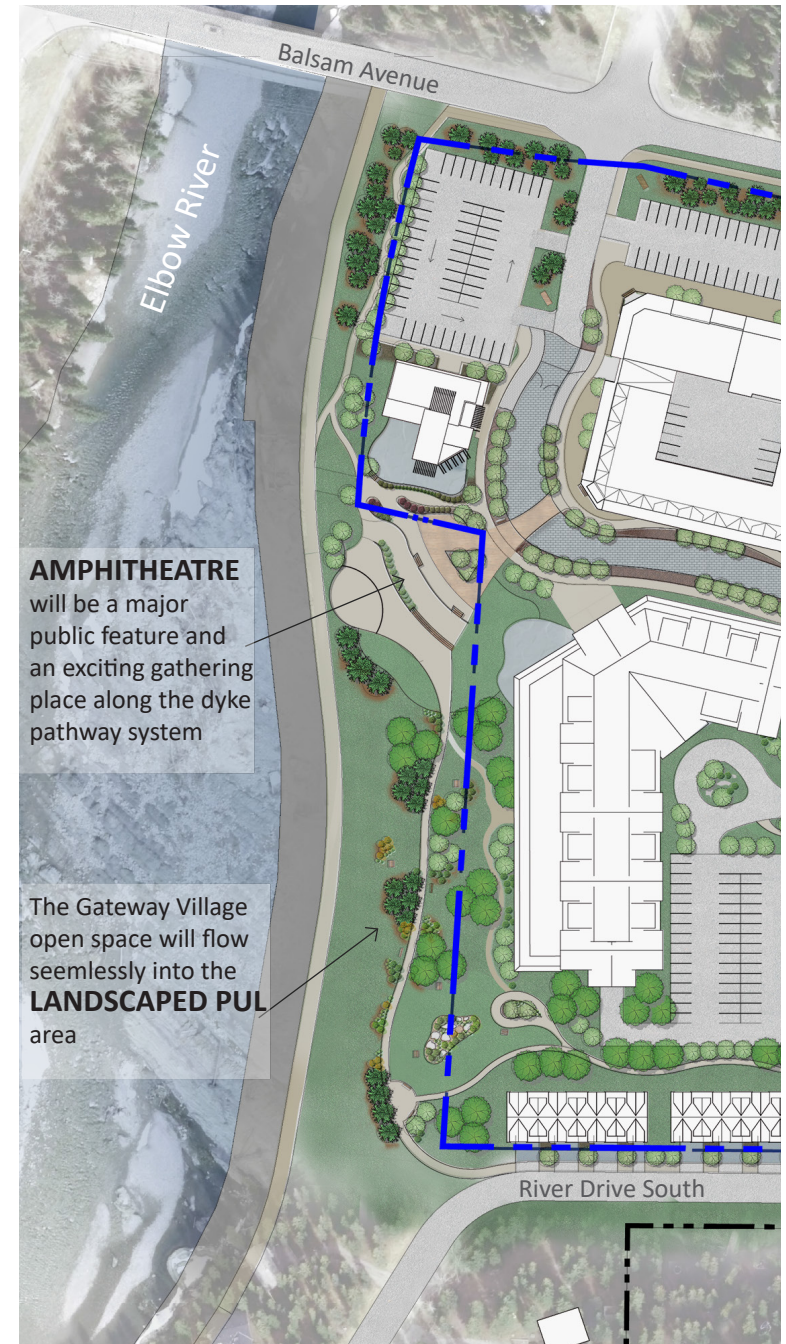 Balsam Avenue
Elbow River
AMPHITHEATRE
will be a major
public feature and
an exciting gathering
place along the dyke
pathway system
The Gateway Village
open space will flow
seemlessly into the
LANDSCAPED PUL
area
River Drive South